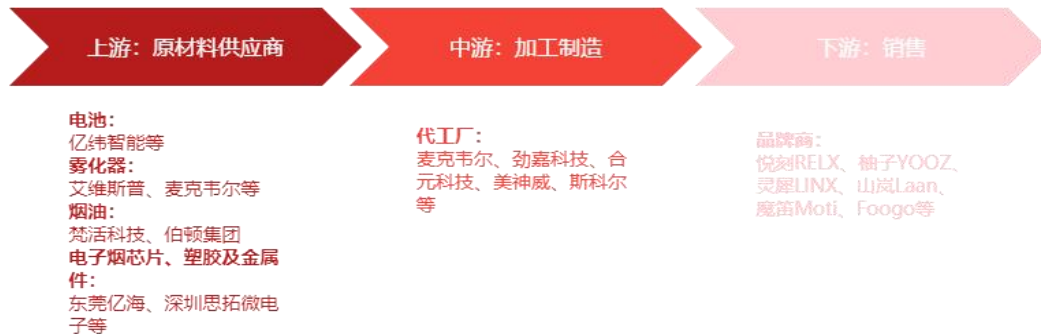 上游：原材料供应商
中游：加工制造
下游：销售
电池：
亿纬智能等
雾化器：
艾维斯普、麦克韦尔等
烟油：
梵活科技、伯顿集团
电子烟芯片、塑胶及金属
件：
东莞亿海、深圳思拓微电
子等
代工厂：
麦克韦尔、劲嘉科技、合
元科技、美神威、斯科尔
等
品牌商：
悦刻RELX、柚子YOOZ、
灵犀LINX、山岚Laan、
魔笛Moti、Foogo等